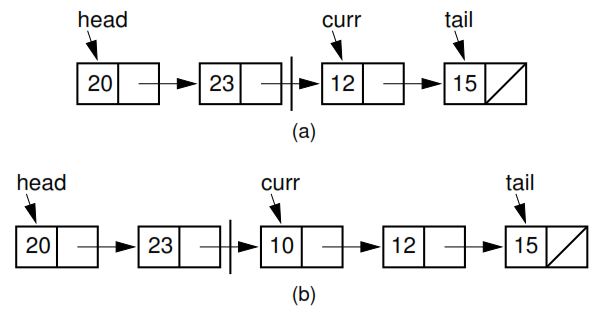 head curr tail
20 23 12 15
(a)
head curr tail
20 23 10 12 15
(b)